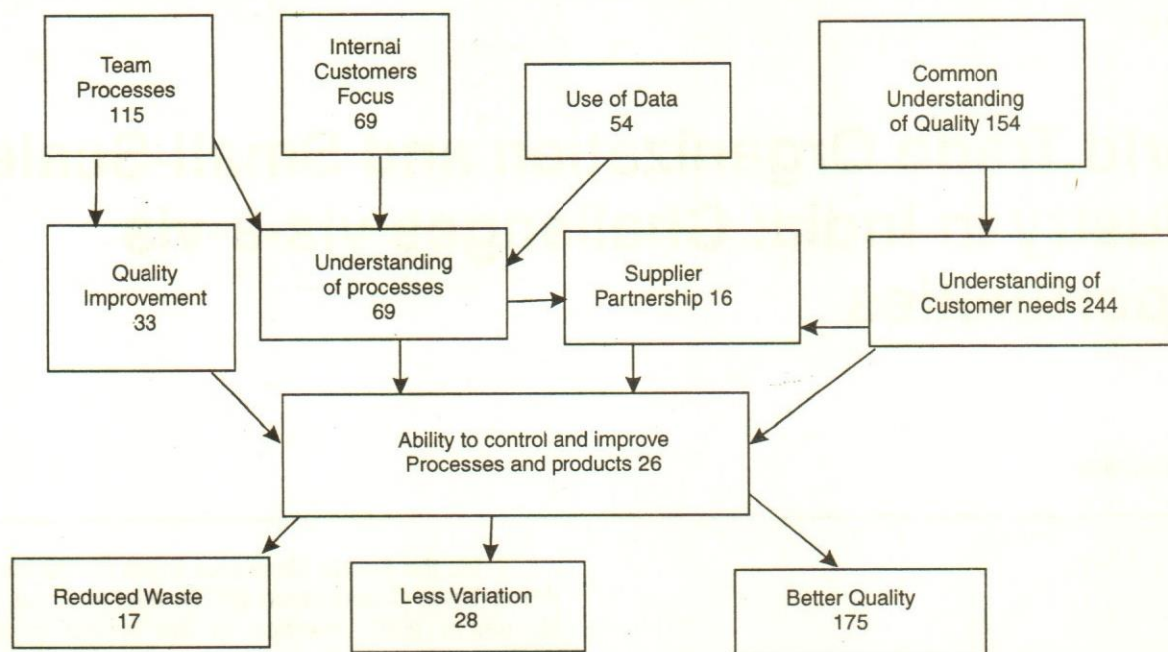 Team
Processes
115
Internal
Customers
Focus
69
Use of Data
54
Common
Understanding
of Quality 154
Quality
Improvement
33
Understanding
of processes
69
Supplier
Partnership 16
Understanding of
Customer needs 244
Ability to control and improve
Processes and products 26
Reduced Waste
17
Less Variation
28
Better Quality
175